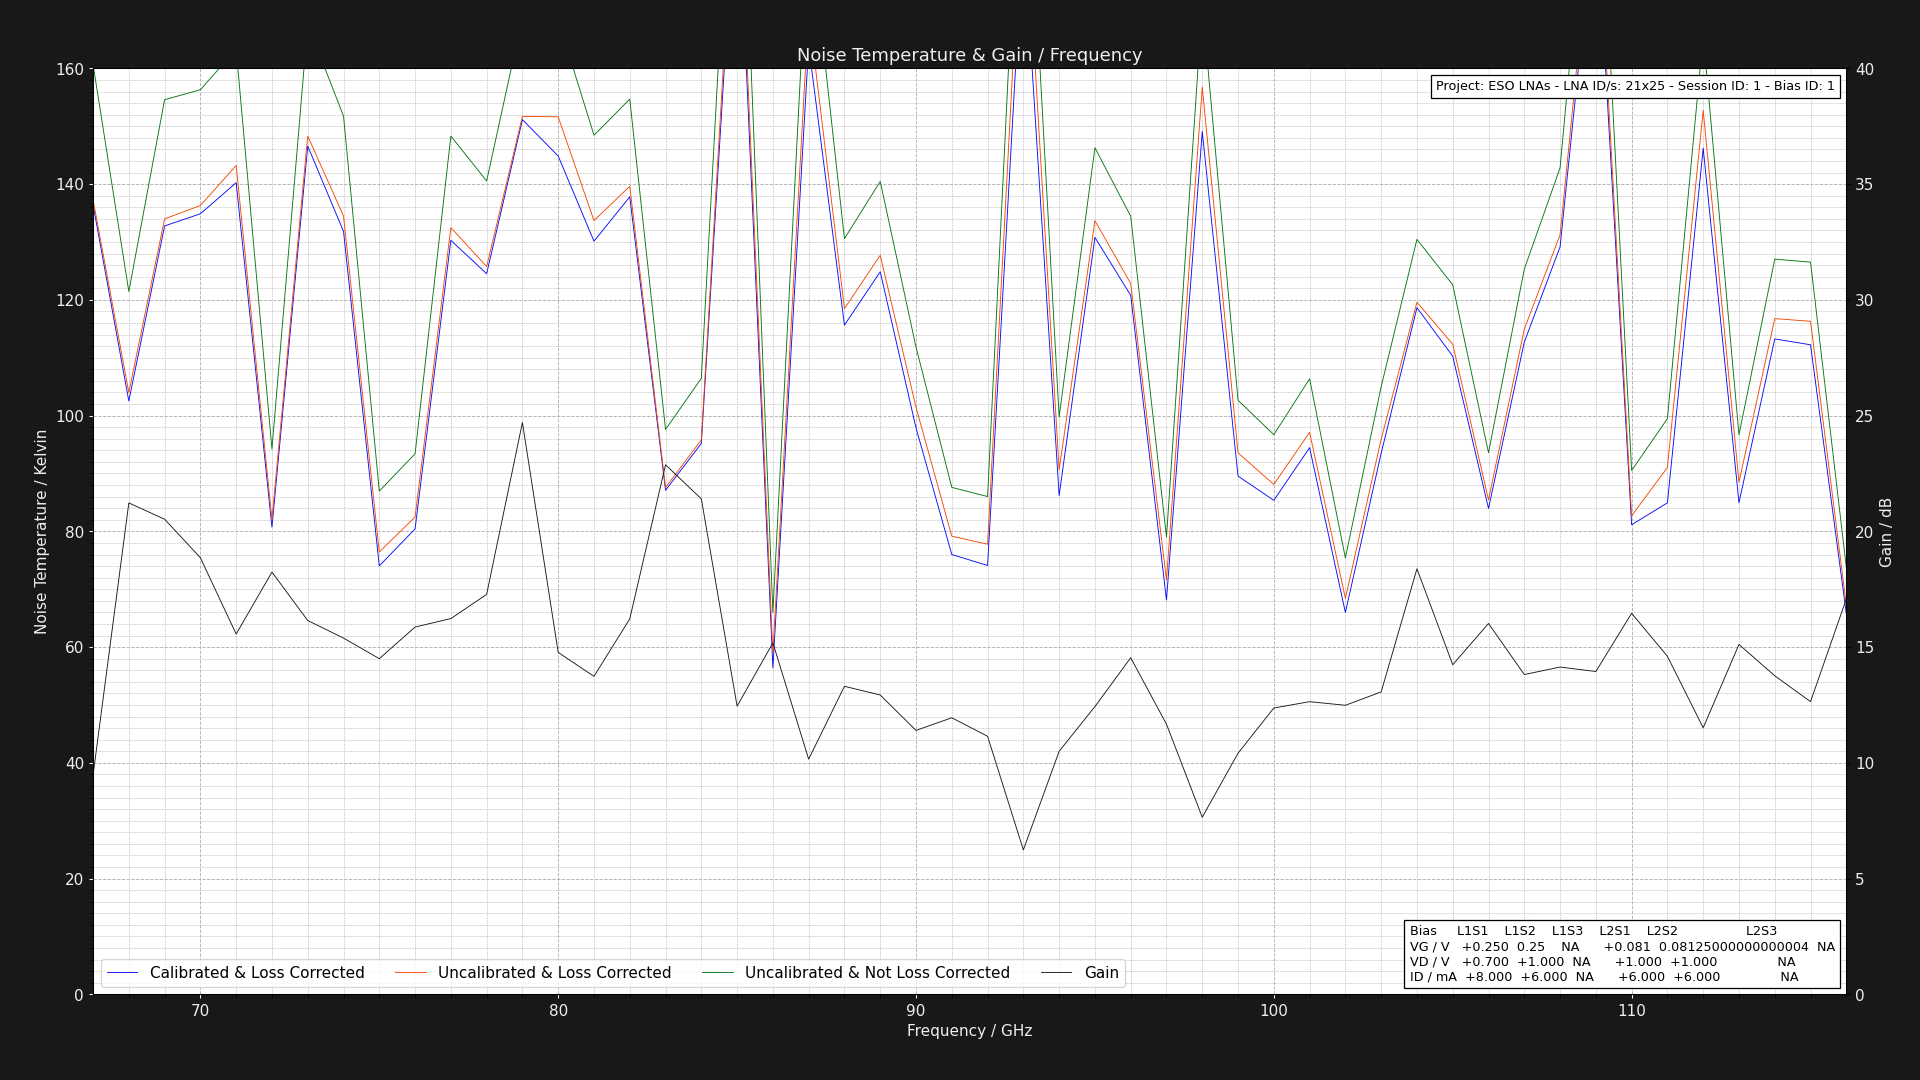 Noise Temperature & Gain / Frequency
Project: ESO LNAs - LNA ID/s: 21x25 - Session ID: 1 - Bias ID: 1
160
140
120
100
80
60
40
20
0
Noise Temperature / Kelvin
40
35
30
25
20
15
10
5
0
Gain / dB
Bias L1S1 L1S2 L1S3 L2S1 L2S2 L2S3
VG / V +0.250 0.25 NA +0.081 0.08125000000000004 NA
VD / V +0.700 +1.000 NA +1.000 +1.000 NA
ID / mA +8.000 +6.000 NA +6.000 +6.000 NA
Calibrated & Loss Corrected Uncalibrated & Loss Corrected Uncalibrated & Not Loss Corrected Gain
70 80 90 100 110
Frequency / GHz